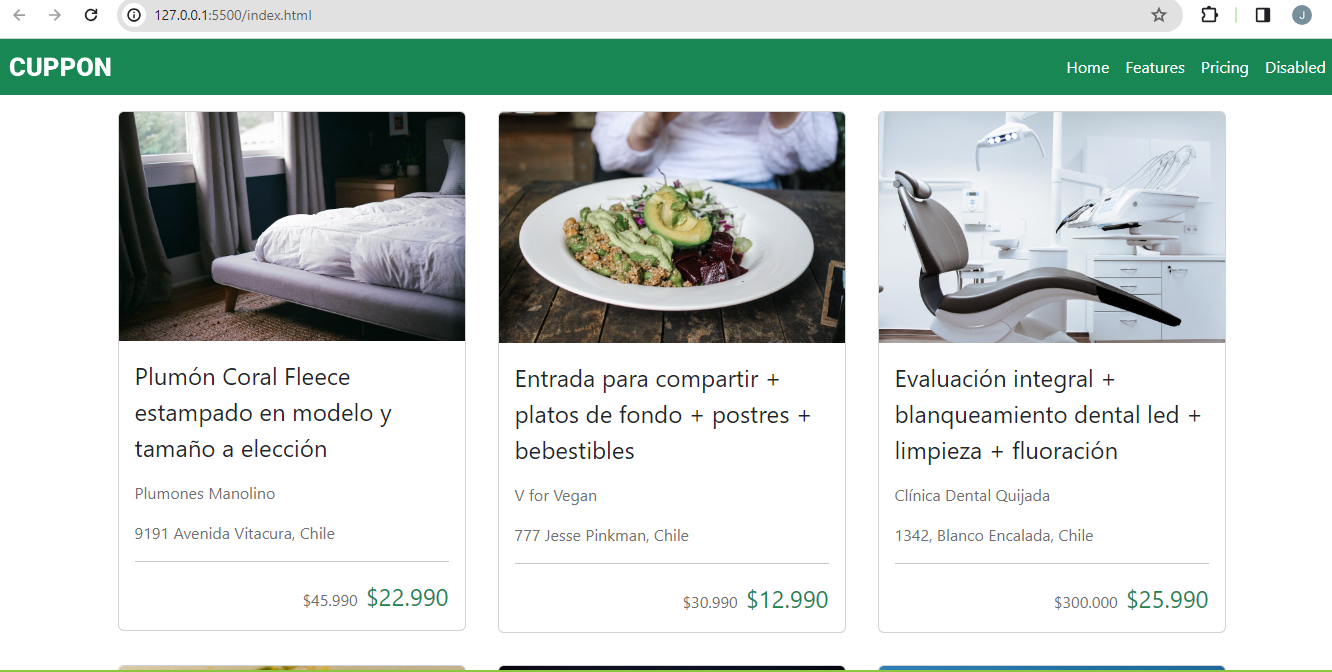 127.0.0.1:5500/index.html
J
CUPPON
Home Features Pricing Disabled
Plumón Coral Fleece
estampado en modelo y
tamaño a elección
Plumones Manolino
9191 Avenida Vitacura, Chile
$45.990 $22.990
Entrada para compartir +
platos de fondo + postres +
bebestibles
V for Vegan
777 Jesse Pinkman, Chile
$30.990 $12.990
Evaluación integral +
blanqueamiento dental led +
limpieza + fluoración
Clínica Dental Quijada
1342, Blanco Encalada, Chile
$300.000 $25.990